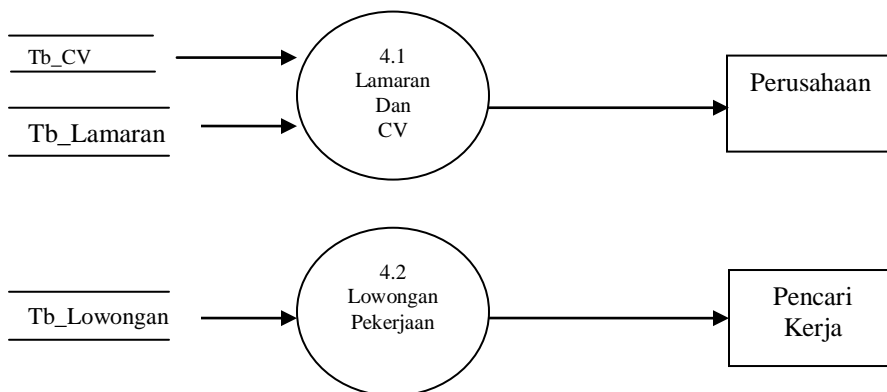 Tb_CV
Tb_Lamaran
4.1
Lamaran
Dan
CV
Perusahaan
Tb_Lowongan
4.2
Lowongan
Pekerjaan
Pencari
Kerja